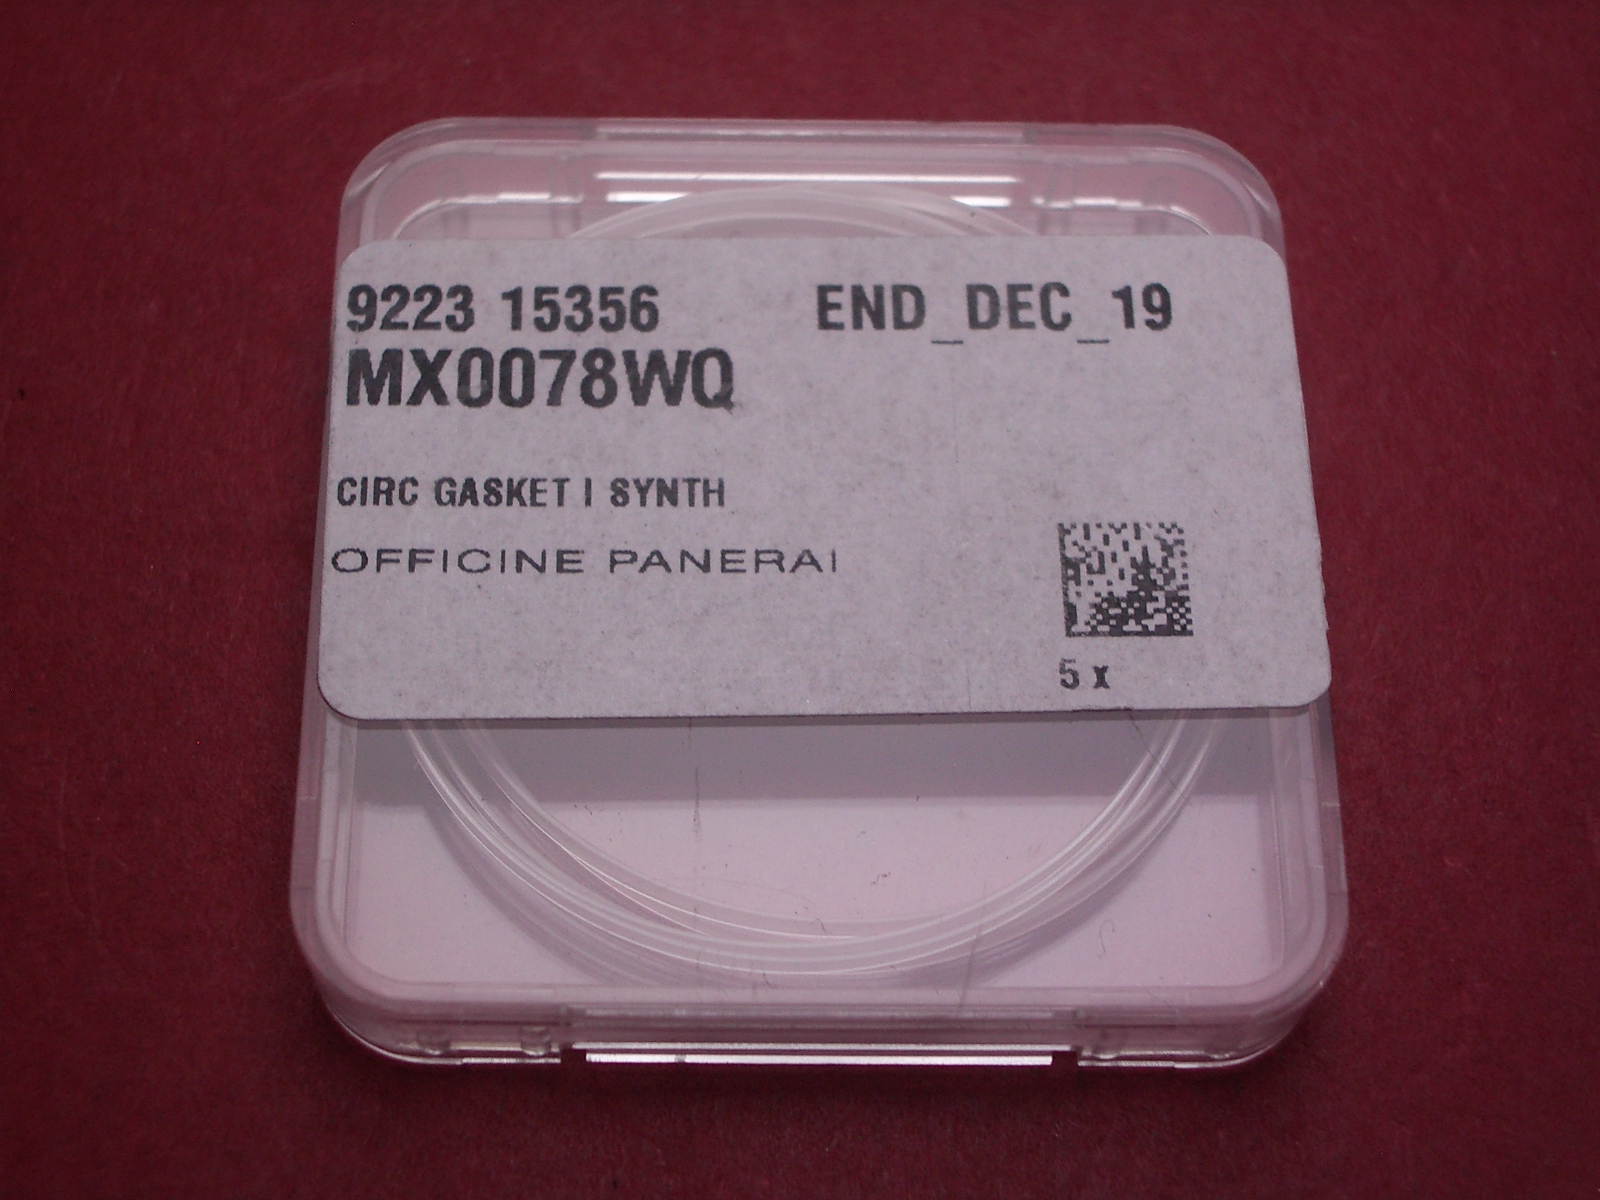 9223 15356 END_DEC_19
MX0078WQ
CIRC GASKET I SYNTH
OFFICINE PANERAI
5 x